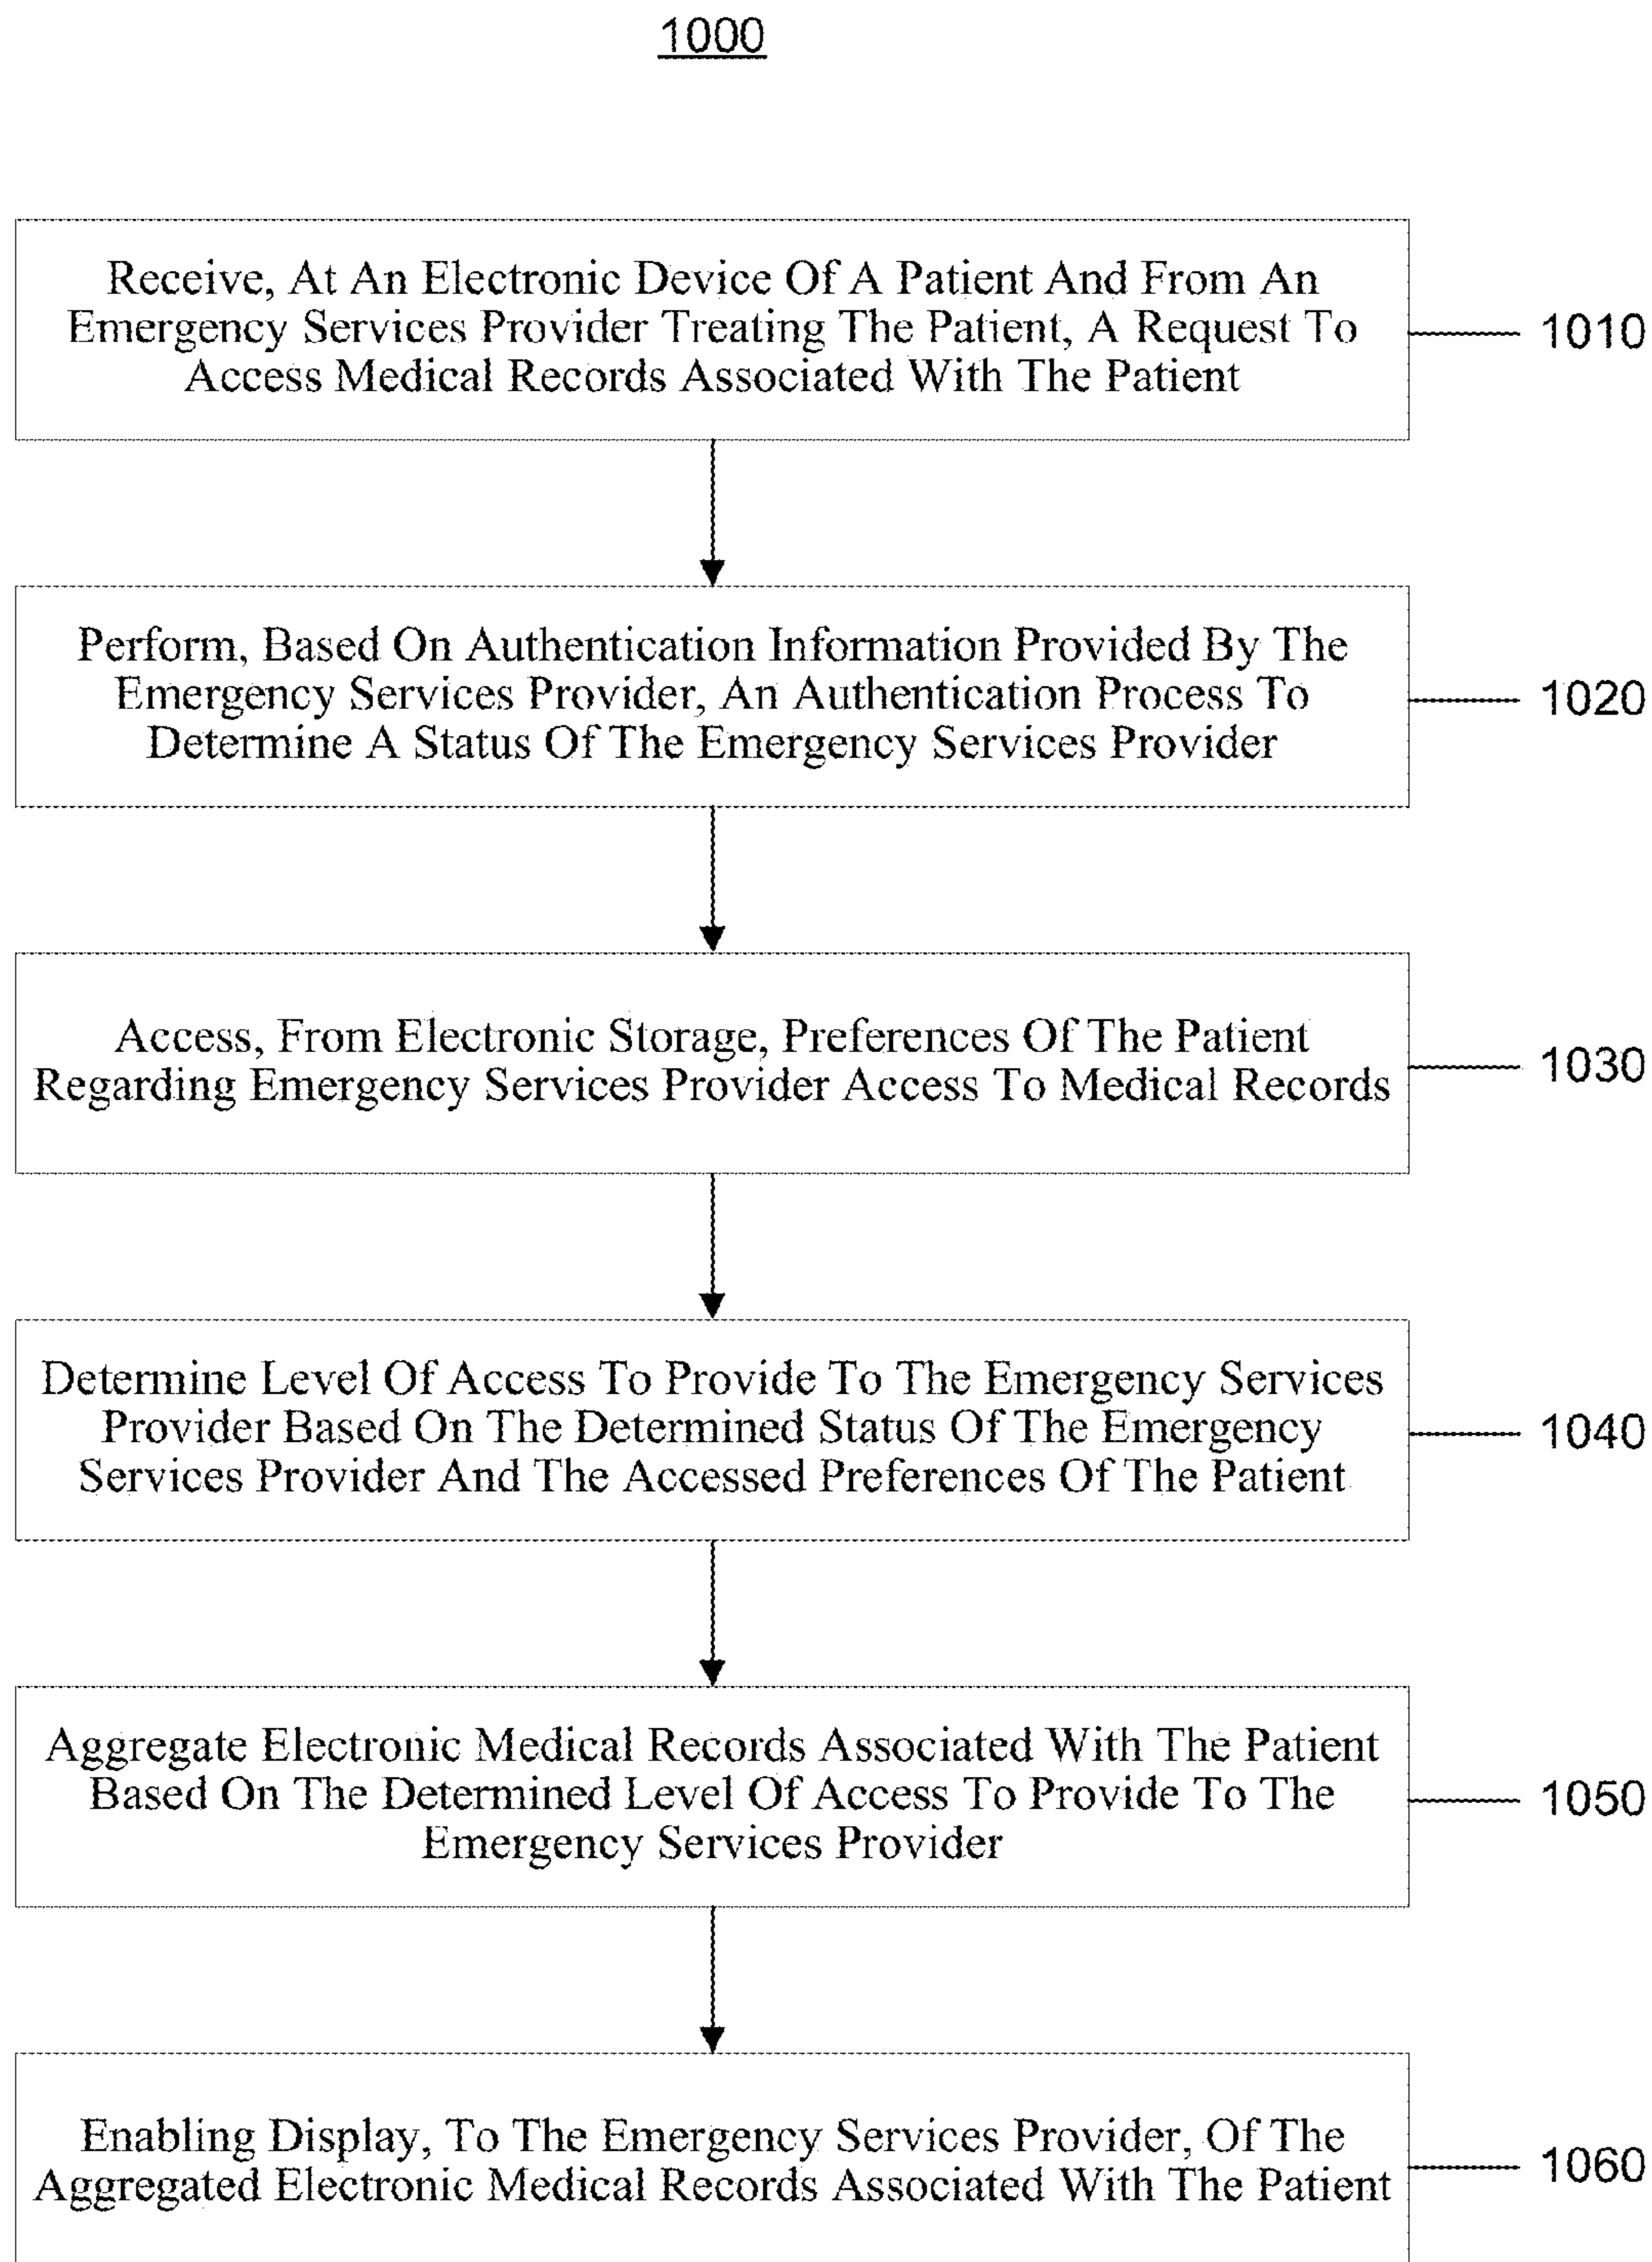 1000
Receive, At An Electronic Device Of A Patient And From An
Emergency Services Provider Treating The Patient, A Request To
Access Medical Records Associated With The Patient
1010
Perform, Based On Authentication Information Provided By The
Emergency Services Provider, An Authentication Process To
Determine A Status Of The Emergency Services Provider
1020
Access, From Electronic Storage, Preferences Of The Patient
Regarding Emergency Services Provider Access To Medical Records
1030
Determine Level Of Access To Provide To The Emergency Services
Provider Based On The Determined Status Of The Emergency
Services Provider And The Accessed Preferences Of The Patient
1040
Aggregate Electronic Medical Records Associated With The Patient
Based On The Determined Level Of Access To Provide To The
Emergency Services Provider
1050
Enabling Display, To The Emergency Services Provider, Of The
Aggregated Electronic Medical Records Associated With The Patient
1060